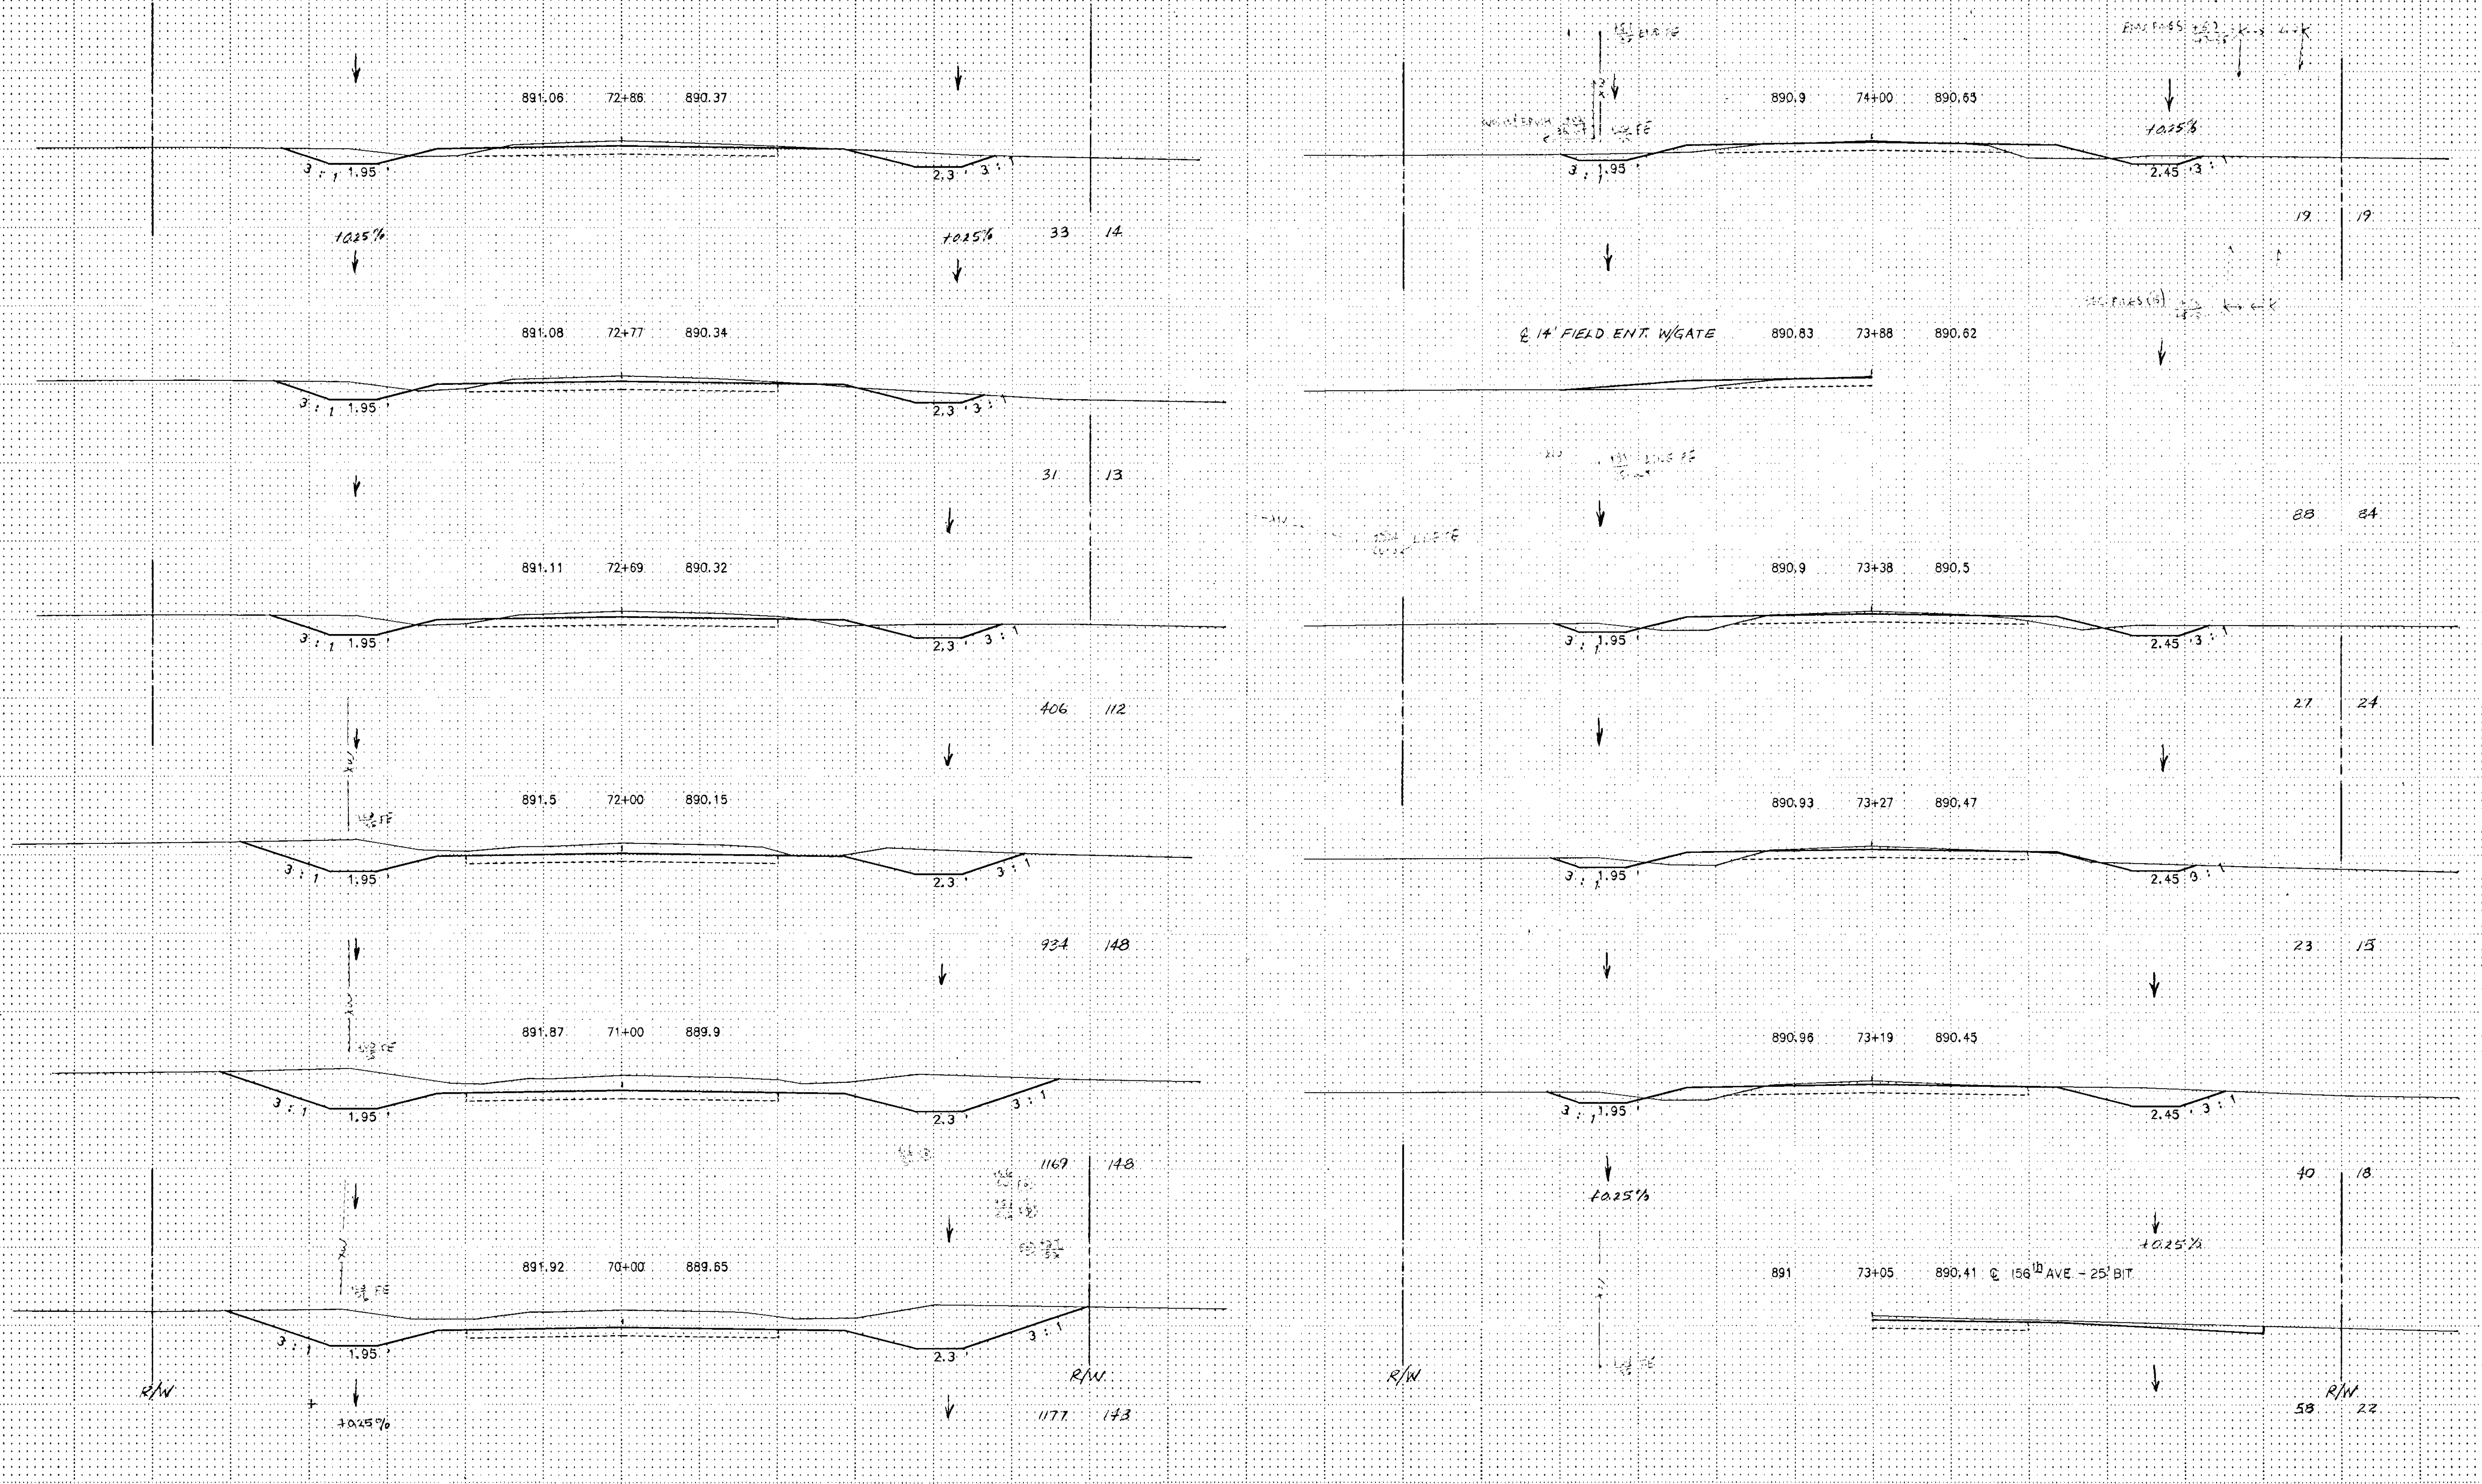 891.06 72+86 890.37
3 : 1 1.95' 2.3' 3 : 1
+0.25% +0.25% 33 14
891.08 72+77 890.34
3 : 1 1.95' 2.3' 3 : 1
31 13
891.11 72+69 890.32
3 : 1 1.95' 2.3' 3 : 1
406 112
891.5 72+00 890.15
FE
3 : 1 1.95' 2.3' 3 : 1
934 148
891.87 71+00 889.9
FE
3 : 1 1.95' 2.3' 3 : 1
1169 148
891.92 70+00 889.65
FE
3 : 1 1.95' 2.3' 3 : 1
R/W R/W
+0.25% 1177 143
890.9 74+00 890.65
FE +0.25%
3 : 1 1.95' 2.45' 3 : 1
19 19
℄ 14' FIELD ENT. W/GATE 890.83 73+88 890.62
88 84
890.9 73+38 890.5
3 : 1 1.95' 2.45' 3 : 1
27 24
890.93 73+27 890.47
3 : 1 1.95' 2.45' 3 : 1
23 15
890.96 73+19 890.45
3 : 1 1.95' 2.45' 3 : 1
40 18
+0.25%
+0.25%
891 73+05 890.41 ℄ 156th AVE. - 25' BIT.
FE
R/W R/W
58 22